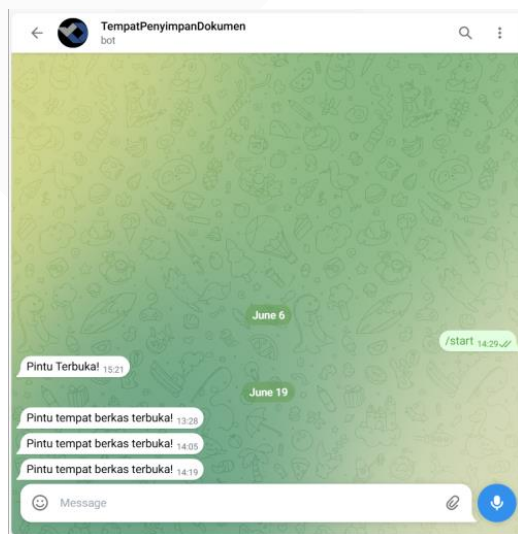 TempatPenyimpanDokumen
bot
June 6
/start 14:29
Pintu Terbuka! 15:21
June 19
Pintu tempat berkas terbuka! 13:28
Pintu tempat berkas terbuka! 14:05
Pintu tempat berkas terbuka! 14:19
Message